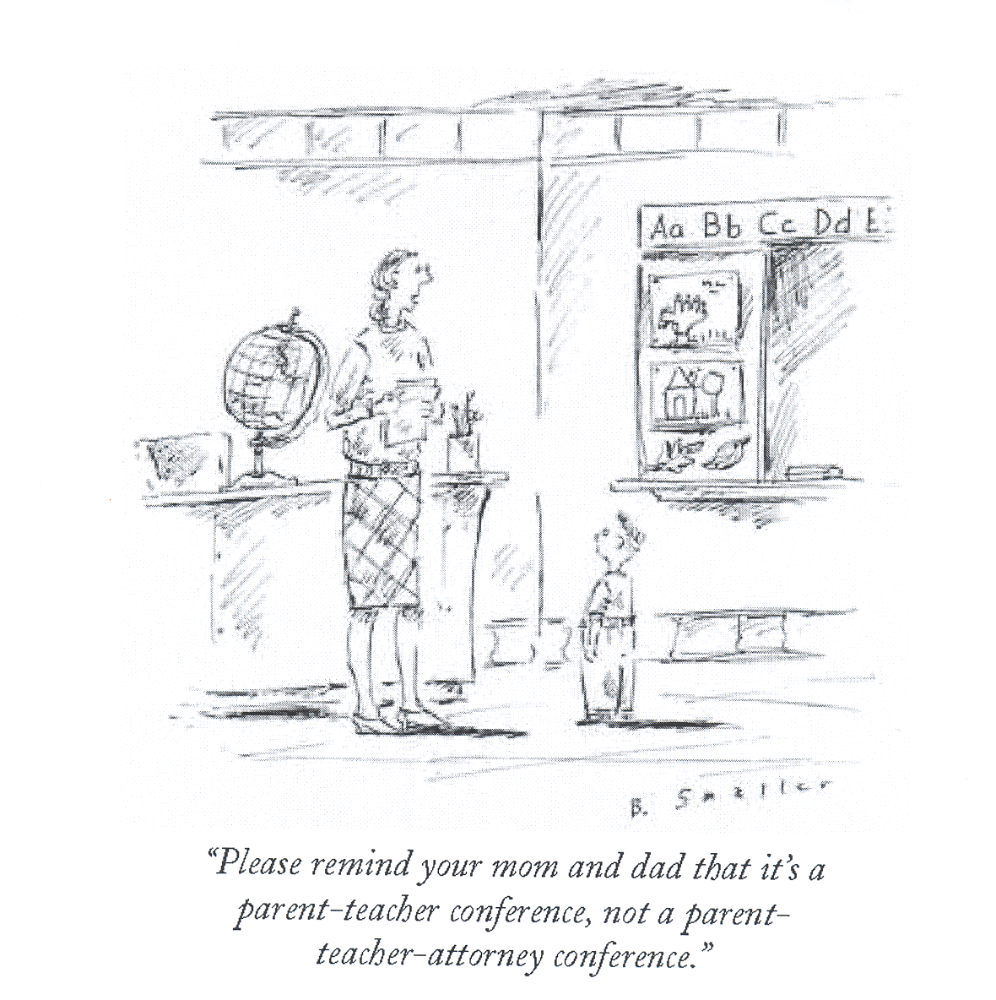 Aa Bb Cc Dd E
B. Smaller
“Please remind your mom and dad that it’s a
parent-teacher conference, not a parent-
teacher-attorney conference.”